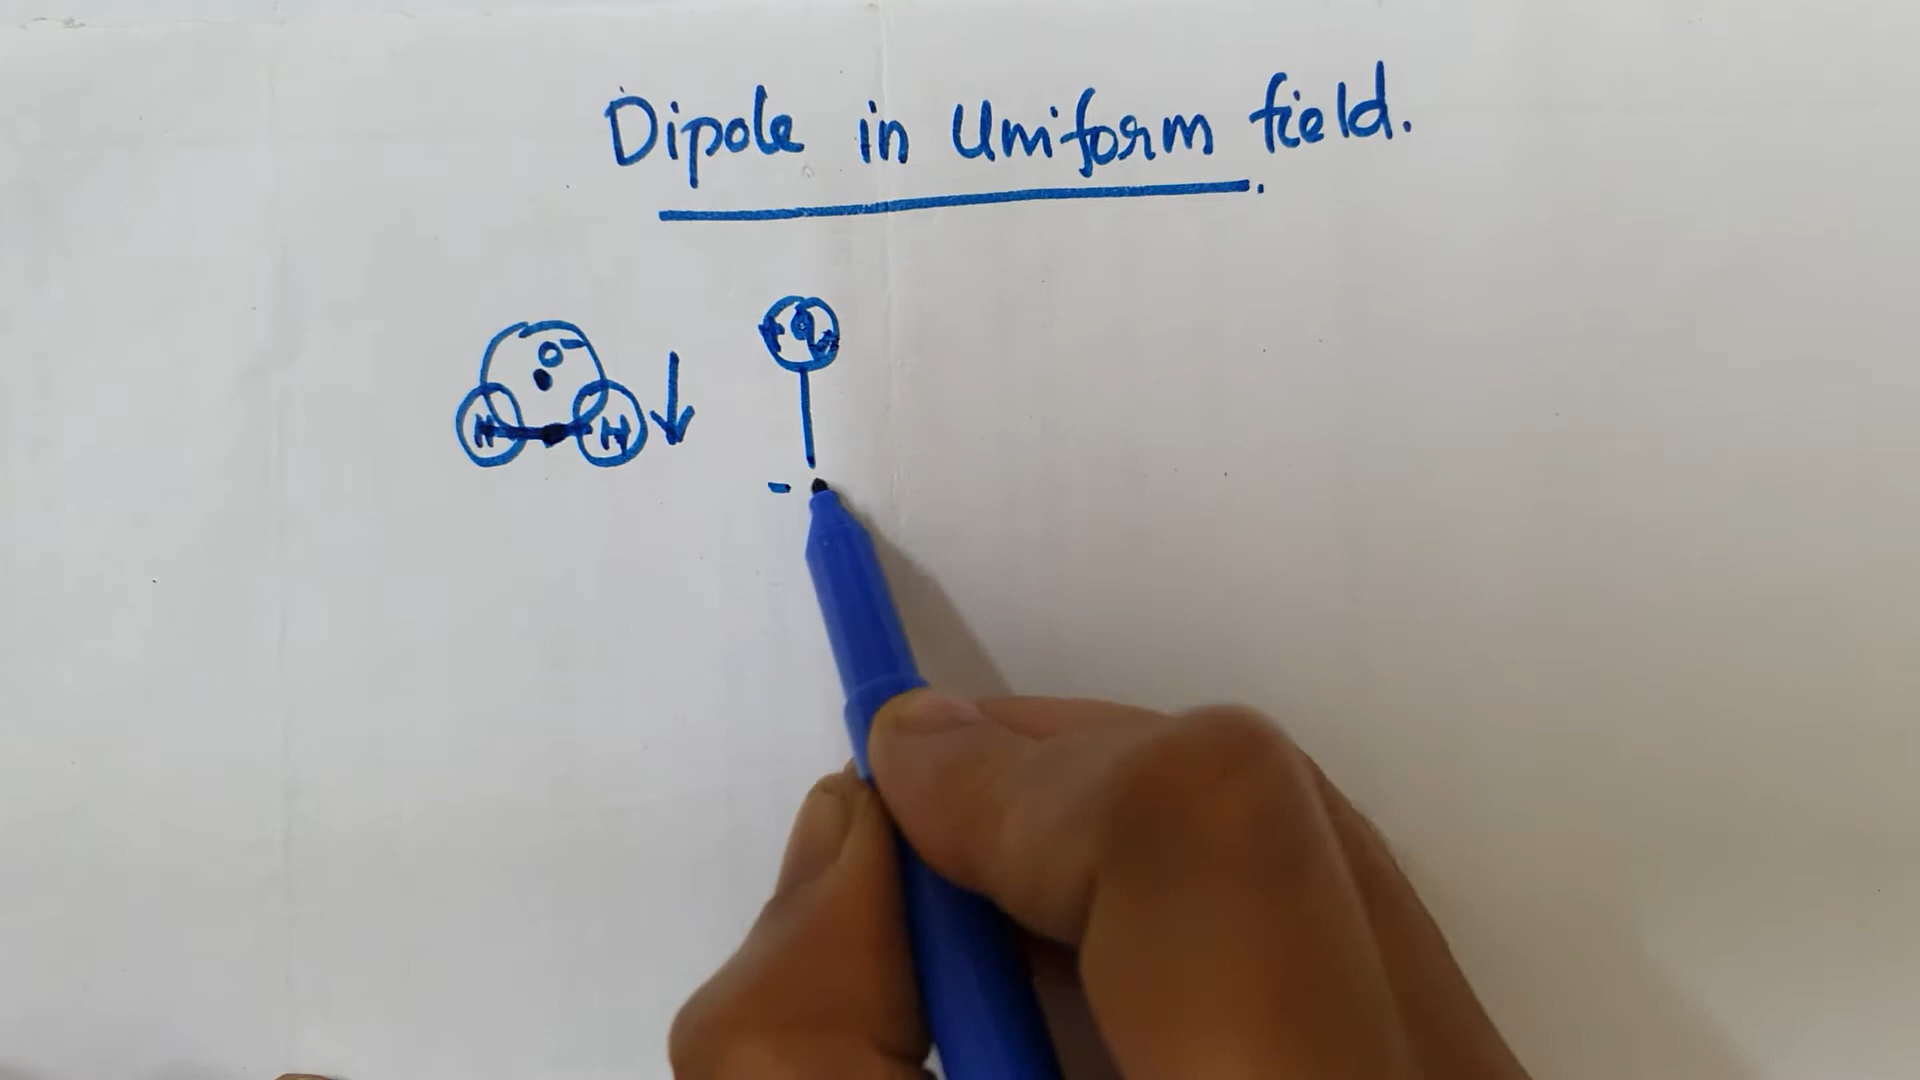 Dipole in Uniform field.
O-
H H
+q
-